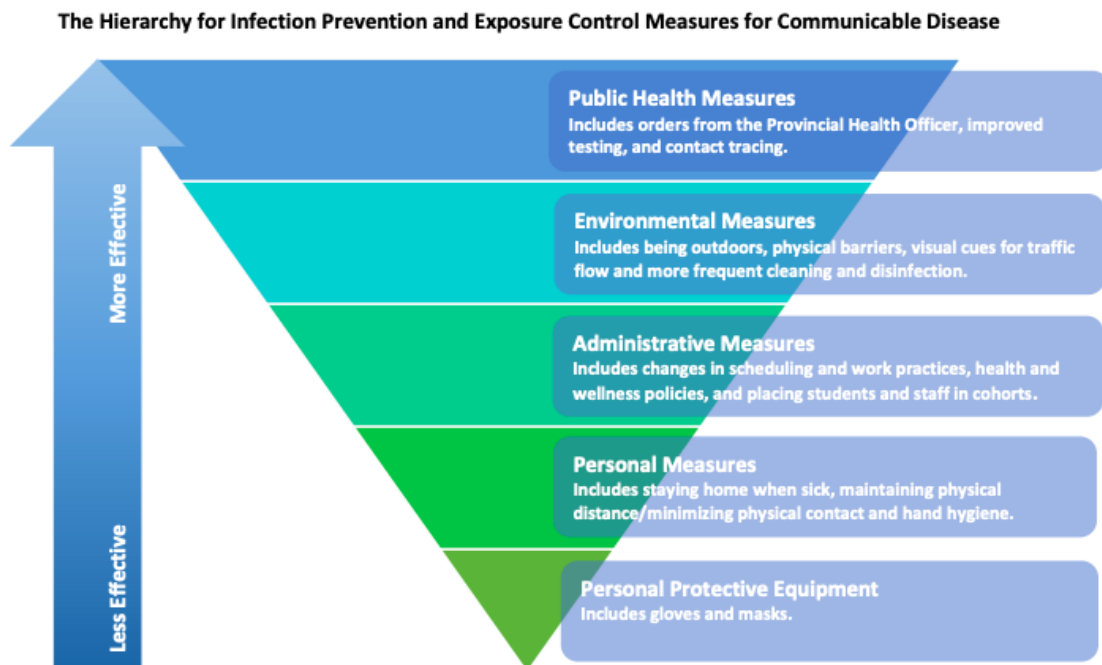 The Hierarchy for Infection Prevention and Exposure Control Measures for Communicable Disease
More Effective
Less Effective
Public Health Measures
Includes orders from the Provincial Health Officer, improved
testing, and contact tracing.
Environmental Measures
Includes being outdoors, physical barriers, visual cues for traffic
flow and more frequent cleaning and disinfection.
Administrative Measures
Includes changes in scheduling and work practices, health and
wellness policies, and placing students and staff in cohorts.
Personal Measures
Includes staying home when sick, maintaining physical
distance/minimizing physical contact and hand hygiene.
Personal Protective Equipment
Includes gloves and masks.